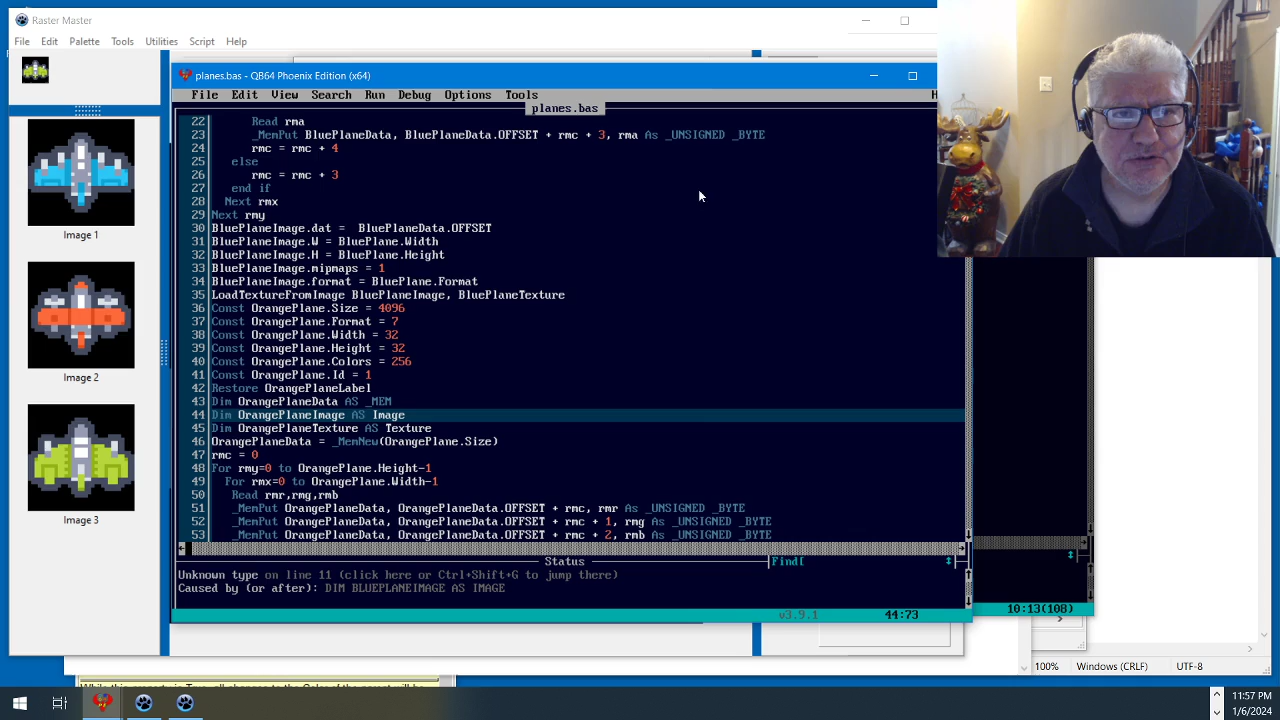 Raster Master
File Edit Palette Tools Utilities Script Help
Image 1
Image 2
Image 3
planes.bas - QB64 Phoenix Edition (x64)
File Edit View Search Run Debug Options Tools H
planes.bas
22 Read rma
23 _MemPut BluePlaneData, BluePlaneData.OFFSET + rmc + 3, rma As _UNSIGNED _BYTE
24 rmc = rmc + 4
25 else
26 rmc = rmc + 3
27 end if
28 Next rmx
29 Next rmy
30 BluePlaneImage.dat = BluePlaneData.OFFSET
31 BluePlaneImage.W = BluePlane.Width
32 BluePlaneImage.H = BluePlane.Height
33 BluePlaneImage.mipmaps = 1
34 BluePlaneImage.format = BluePlane.Format
35 LoadTextureFromImage BluePlaneImage, BluePlaneTexture
36 Const OrangePlane.Size = 4096
37 Const OrangePlane.Format = 7
38 Const OrangePlane.Width = 32
39 Const OrangePlane.Height = 32
40 Const OrangePlane.Colors = 256
41 Const OrangePlane.Id = 1
42 Restore OrangePlaneLabel
43 Dim OrangePlaneData AS _MEM
44 Dim OrangePlaneImage AS Image
45 Dim OrangePlaneTexture AS Texture
46 OrangePlaneData = _MemNew(OrangePlane.Size)
47 rmc = 0
48 For rmy=0 to OrangePlane.Height-1
49 For rmx=0 to OrangePlane.Width-1
50 Read rmr,rmg,rmb
51 _MemPut OrangePlaneData, OrangePlaneData.OFFSET + rmc, rmr As _UNSIGNED _BYTE
52 _MemPut OrangePlaneData, OrangePlaneData.OFFSET + rmc + 1, rmg As _UNSIGNED _BYTE
53 _MemPut OrangePlaneData, OrangePlaneData.OFFSET + rmc + 2, rmb As _UNSIGNED _BYTE
Status
Find[
Unknown type on line 11 (click here or Ctrl+Shift+G to jump there)
Caused by (or after): DIM BLUEPLANEIMAGE AS IMAGE
v3.9.1 44:73
10:13(108)
100% Windows (CRLF) UTF-8
11:57 PM
1/6/2024